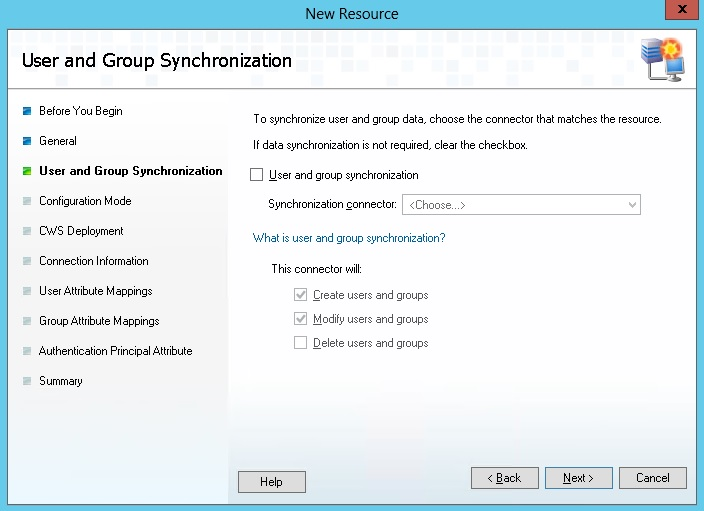 New Resource
x
User and Group Synchronization
Before You Begin
General
User and Group Synchronization
Configuration Mode
CWS Deployment
Connection Information
User Attribute Mappings
Group Attribute Mappings
Authentication Principal Attribute
Summary
To synchronize user and group data, choose the connector that matches the resource.
If data synchronization is not required, clear the checkbox.
User and group synchronization
Synchronization connector: <Choose...>
What is user and group synchronization?
This connector will:
Create users and groups
Modify users and groups
Delete users and groups
Help
< Back
Next >
Cancel